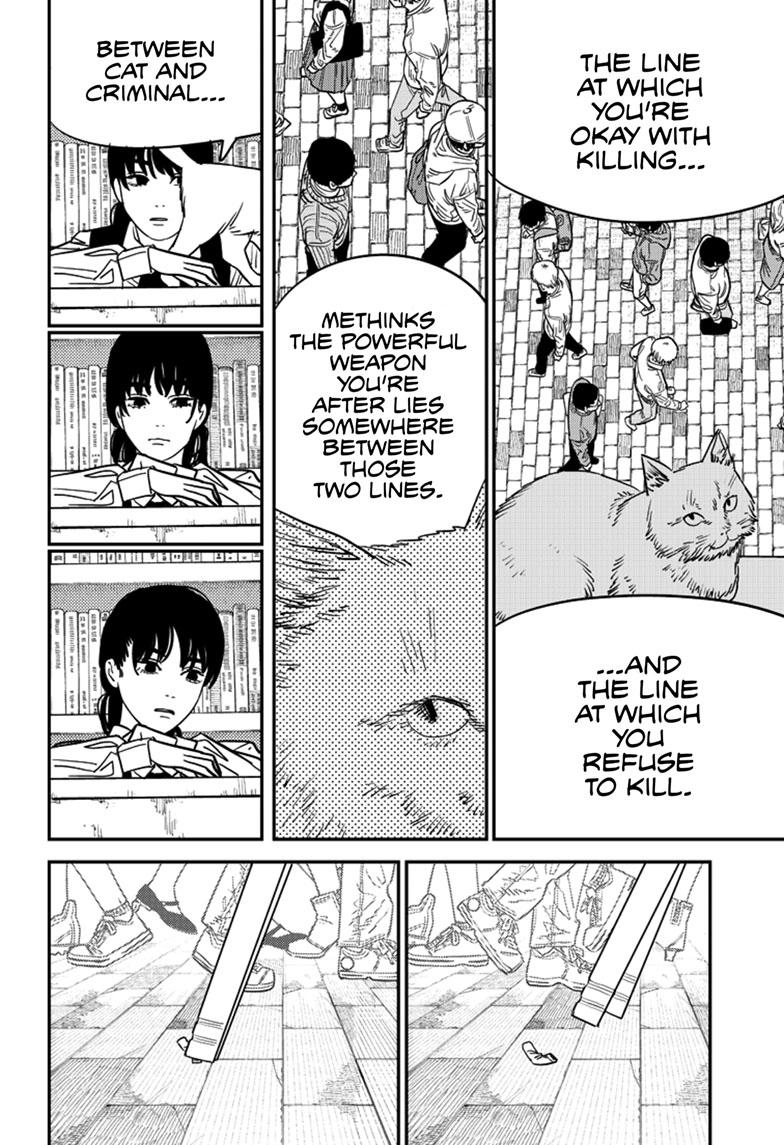 THE LINE
AT WHICH
YOU'RE
OKAY WITH
KILLING...
...AND
THE LINE
AT WHICH
YOU
REFUSE
TO KILL.
METHINKS
THE POWERFUL
WEAPON
YOU'RE
AFTER LIES
SOMEWHERE
BETWEEN
THOSE
TWO LINES.
BETWEEN
CAT AND
CRIMINAL...